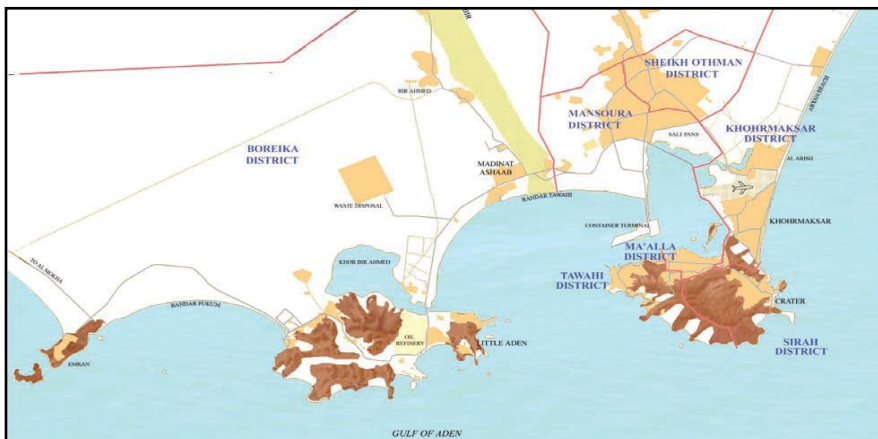 SHEIKH OTHMAN
DISTRICT
BIR AHMED
MANSOURA
DISTRICT
SALT PANS
KHOHRMAKSAR
DISTRICT
BOREIKA
DISTRICT
AL ARISH
MADINAT
ASHAAB
WASTE DISPOSAL
BANDAR TAWAHI
KHOHRMAKSAR
CONTAINER TERMINAL
MA'ALLA
DISTRICT
KHOR BIR AHMED
TO AL MOKHA
TAWAHI
DISTRICT
CRATER
BANDAR FUKUM
OIL
REFINERY
LITTLE ADEN
SIRAH
DISTRICT
EMRAN
GULF OF ADEN